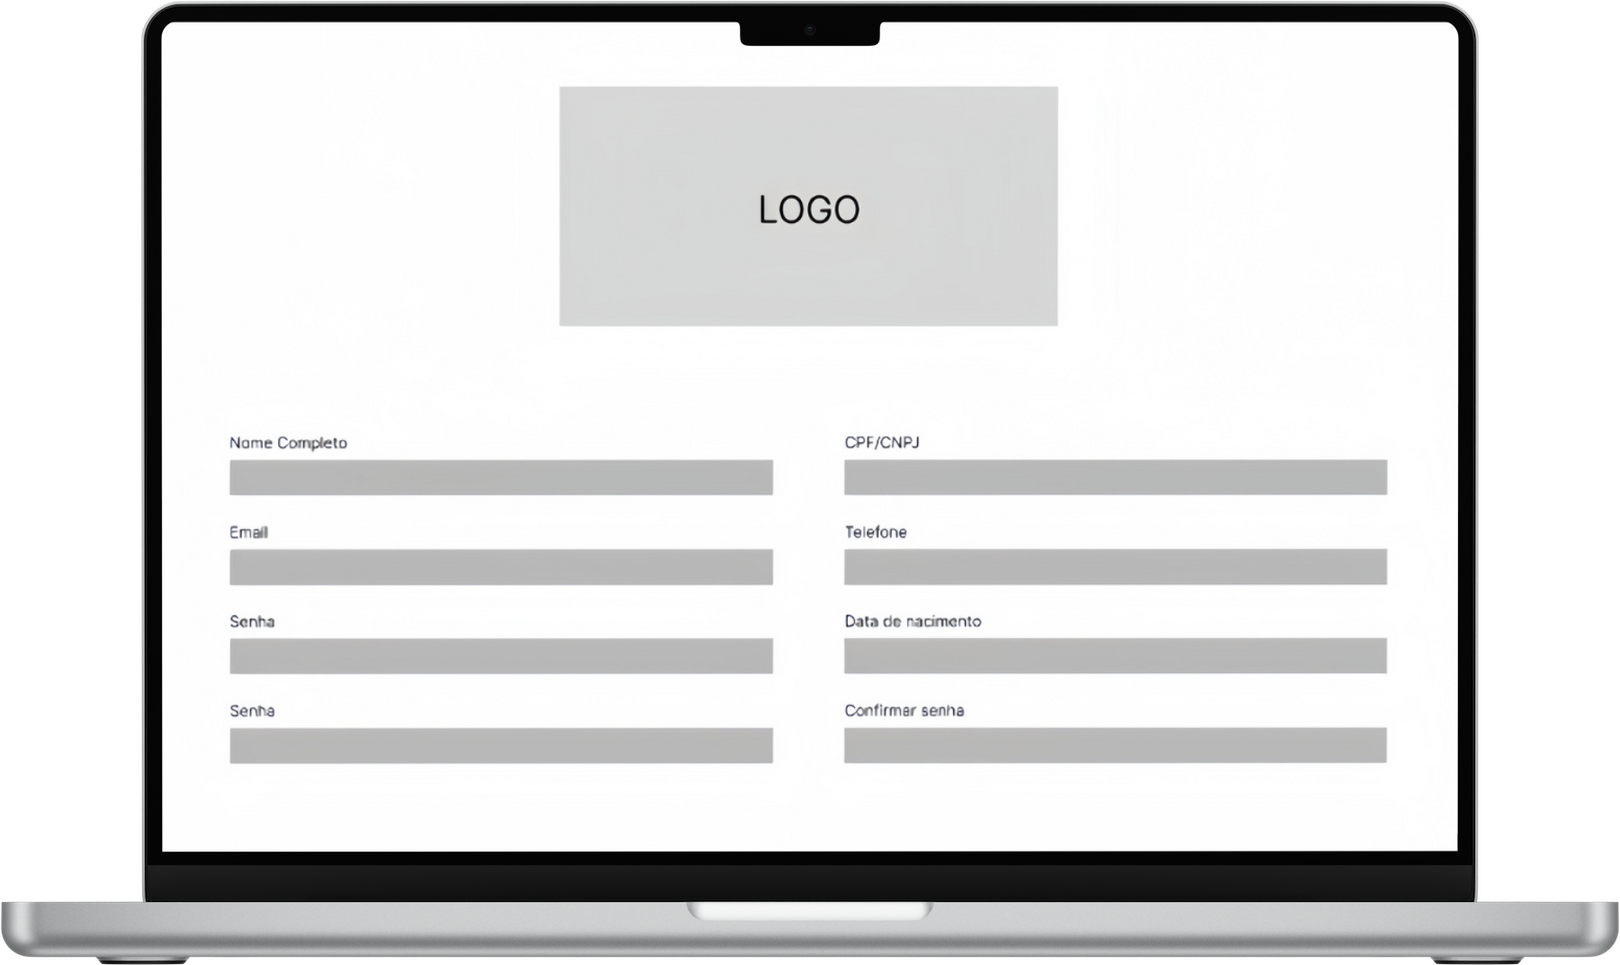 LOGO
Nome Completo
CPF/CNPJ
Email
Telefone
Senha
Data de nacimento
Senha
Confirmar senha